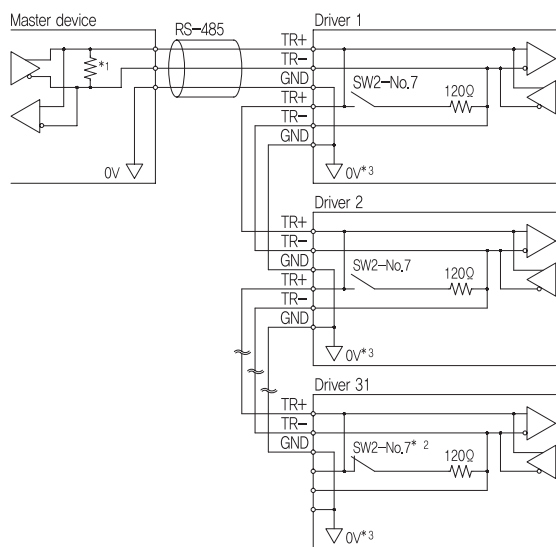 Master device
RS-485
*1
0V
Driver 1
TR+
TR-
GND
TR+
TR-
GND
SW2-No.7
120Ω
0V*3
Driver 2
TR+
TR-
GND
TR+
TR-
GND
SW2-No.7
120Ω
0V*3
Driver 31
TR+
TR-
GND
SW2-No.7*2
120Ω
0V*3